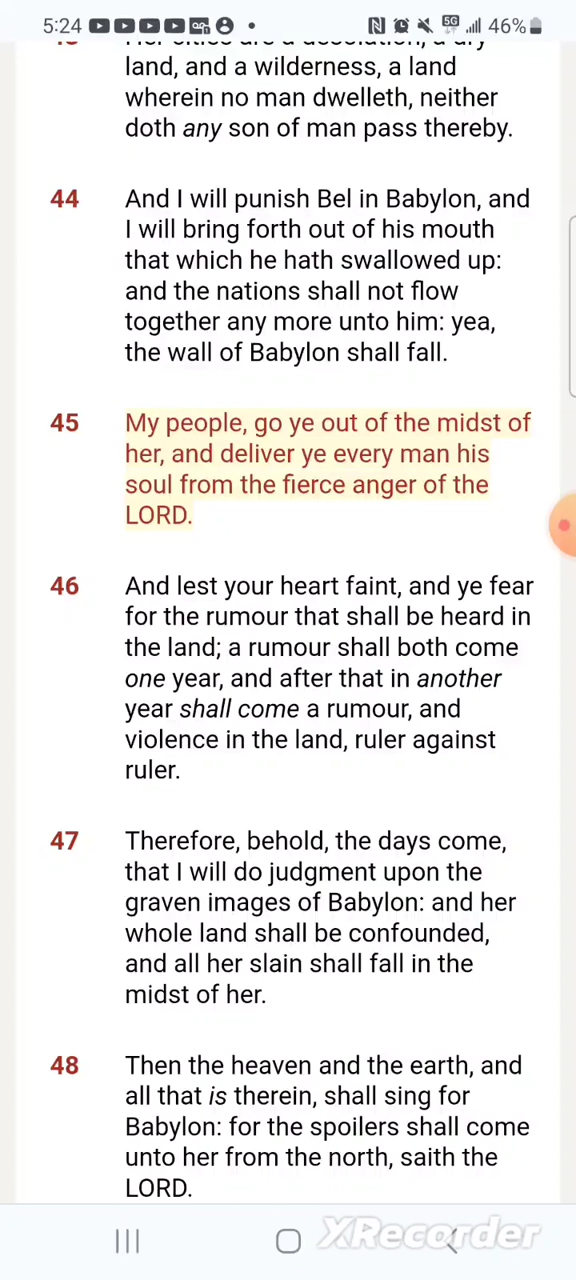 5:24 46%
43 Her cities are a desolation, a dry
land, and a wilderness, a land
wherein no man dwelleth, neither
doth any son of man pass thereby.
44 And I will punish Bel in Babylon, and
I will bring forth out of his mouth
that which he hath swallowed up:
and the nations shall not flow
together any more unto him: yea,
the wall of Babylon shall fall.
45 My people, go ye out of the midst of
her, and deliver ye every man his
soul from the fierce anger of the
LORD.
46 And lest your heart faint, and ye fear
for the rumour that shall be heard in
the land; a rumour shall both come
one year, and after that in another
year shall come a rumour, and
violence in the land, ruler against
ruler.
47 Therefore, behold, the days come,
that I will do judgment upon the
graven images of Babylon: and her
whole land shall be confounded,
and all her slain shall fall in the
midst of her.
48 Then the heaven and the earth, and
all that is therein, shall sing for
Babylon: for the spoilers shall come
unto her from the north, saith the
LORD.
XRecorder